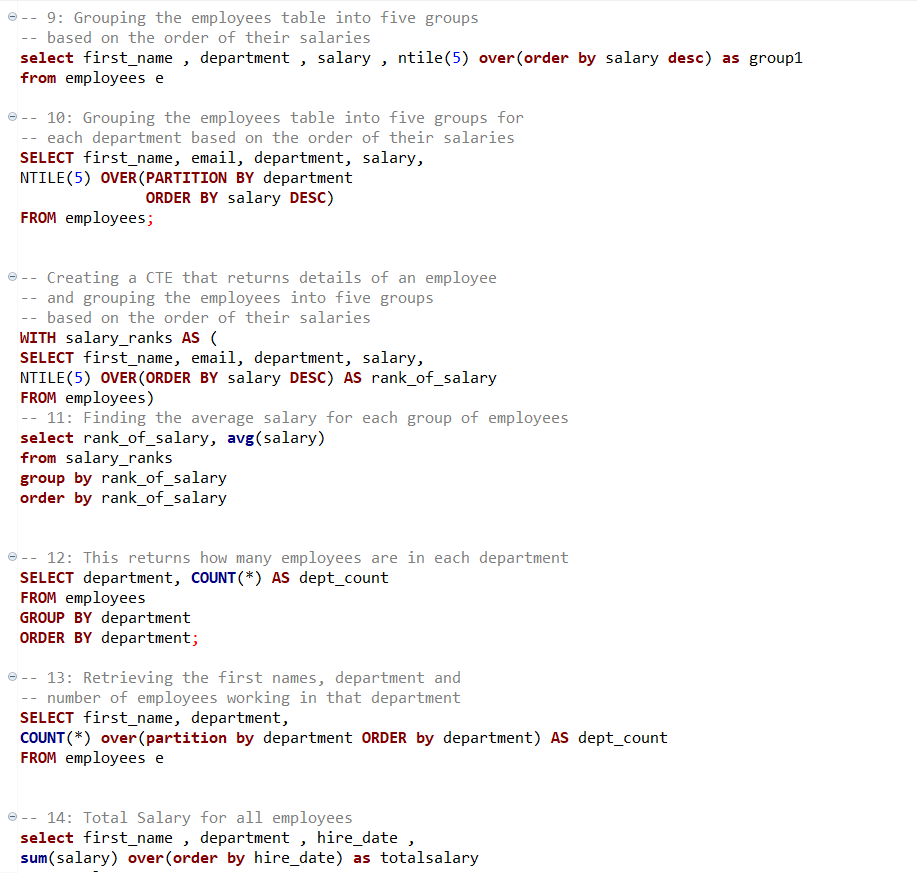 -- 9: Grouping the employees table into five groups
-- based on the order of their salaries
select first_name , department , salary , ntile(5) over(order by salary desc) as group1
from employees e
-- 10: Grouping the employees table into five groups for
-- each department based on the order of their salaries
SELECT first_name, email, department, salary,
NTILE(5) OVER(PARTITION BY department
ORDER BY salary DESC)
FROM employees;
-- Creating a CTE that returns details of an employee
-- and grouping the employees into five groups
-- based on the order of their salaries
WITH salary_ranks AS (
SELECT first_name, email, department, salary,
NTILE(5) OVER(ORDER BY salary DESC) AS rank_of_salary
FROM employees)
-- 11: Finding the average salary for each group of employees
select rank_of_salary, avg(salary)
from salary_ranks
group by rank_of_salary
order by rank_of_salary
-- 12: This returns how many employees are in each department
SELECT department, COUNT(*) AS dept_count
FROM employees
GROUP BY department
ORDER BY department;
-- 13: Retrieving the first names, department and
-- number of employees working in that department
SELECT first_name, department,
COUNT(*) over(partition by department ORDER by department) AS dept_count
FROM employees e
-- 14: Total Salary for all employees
select first_name , department , hire_date ,
sum(salary) over(order by hire_date) as totalsalary